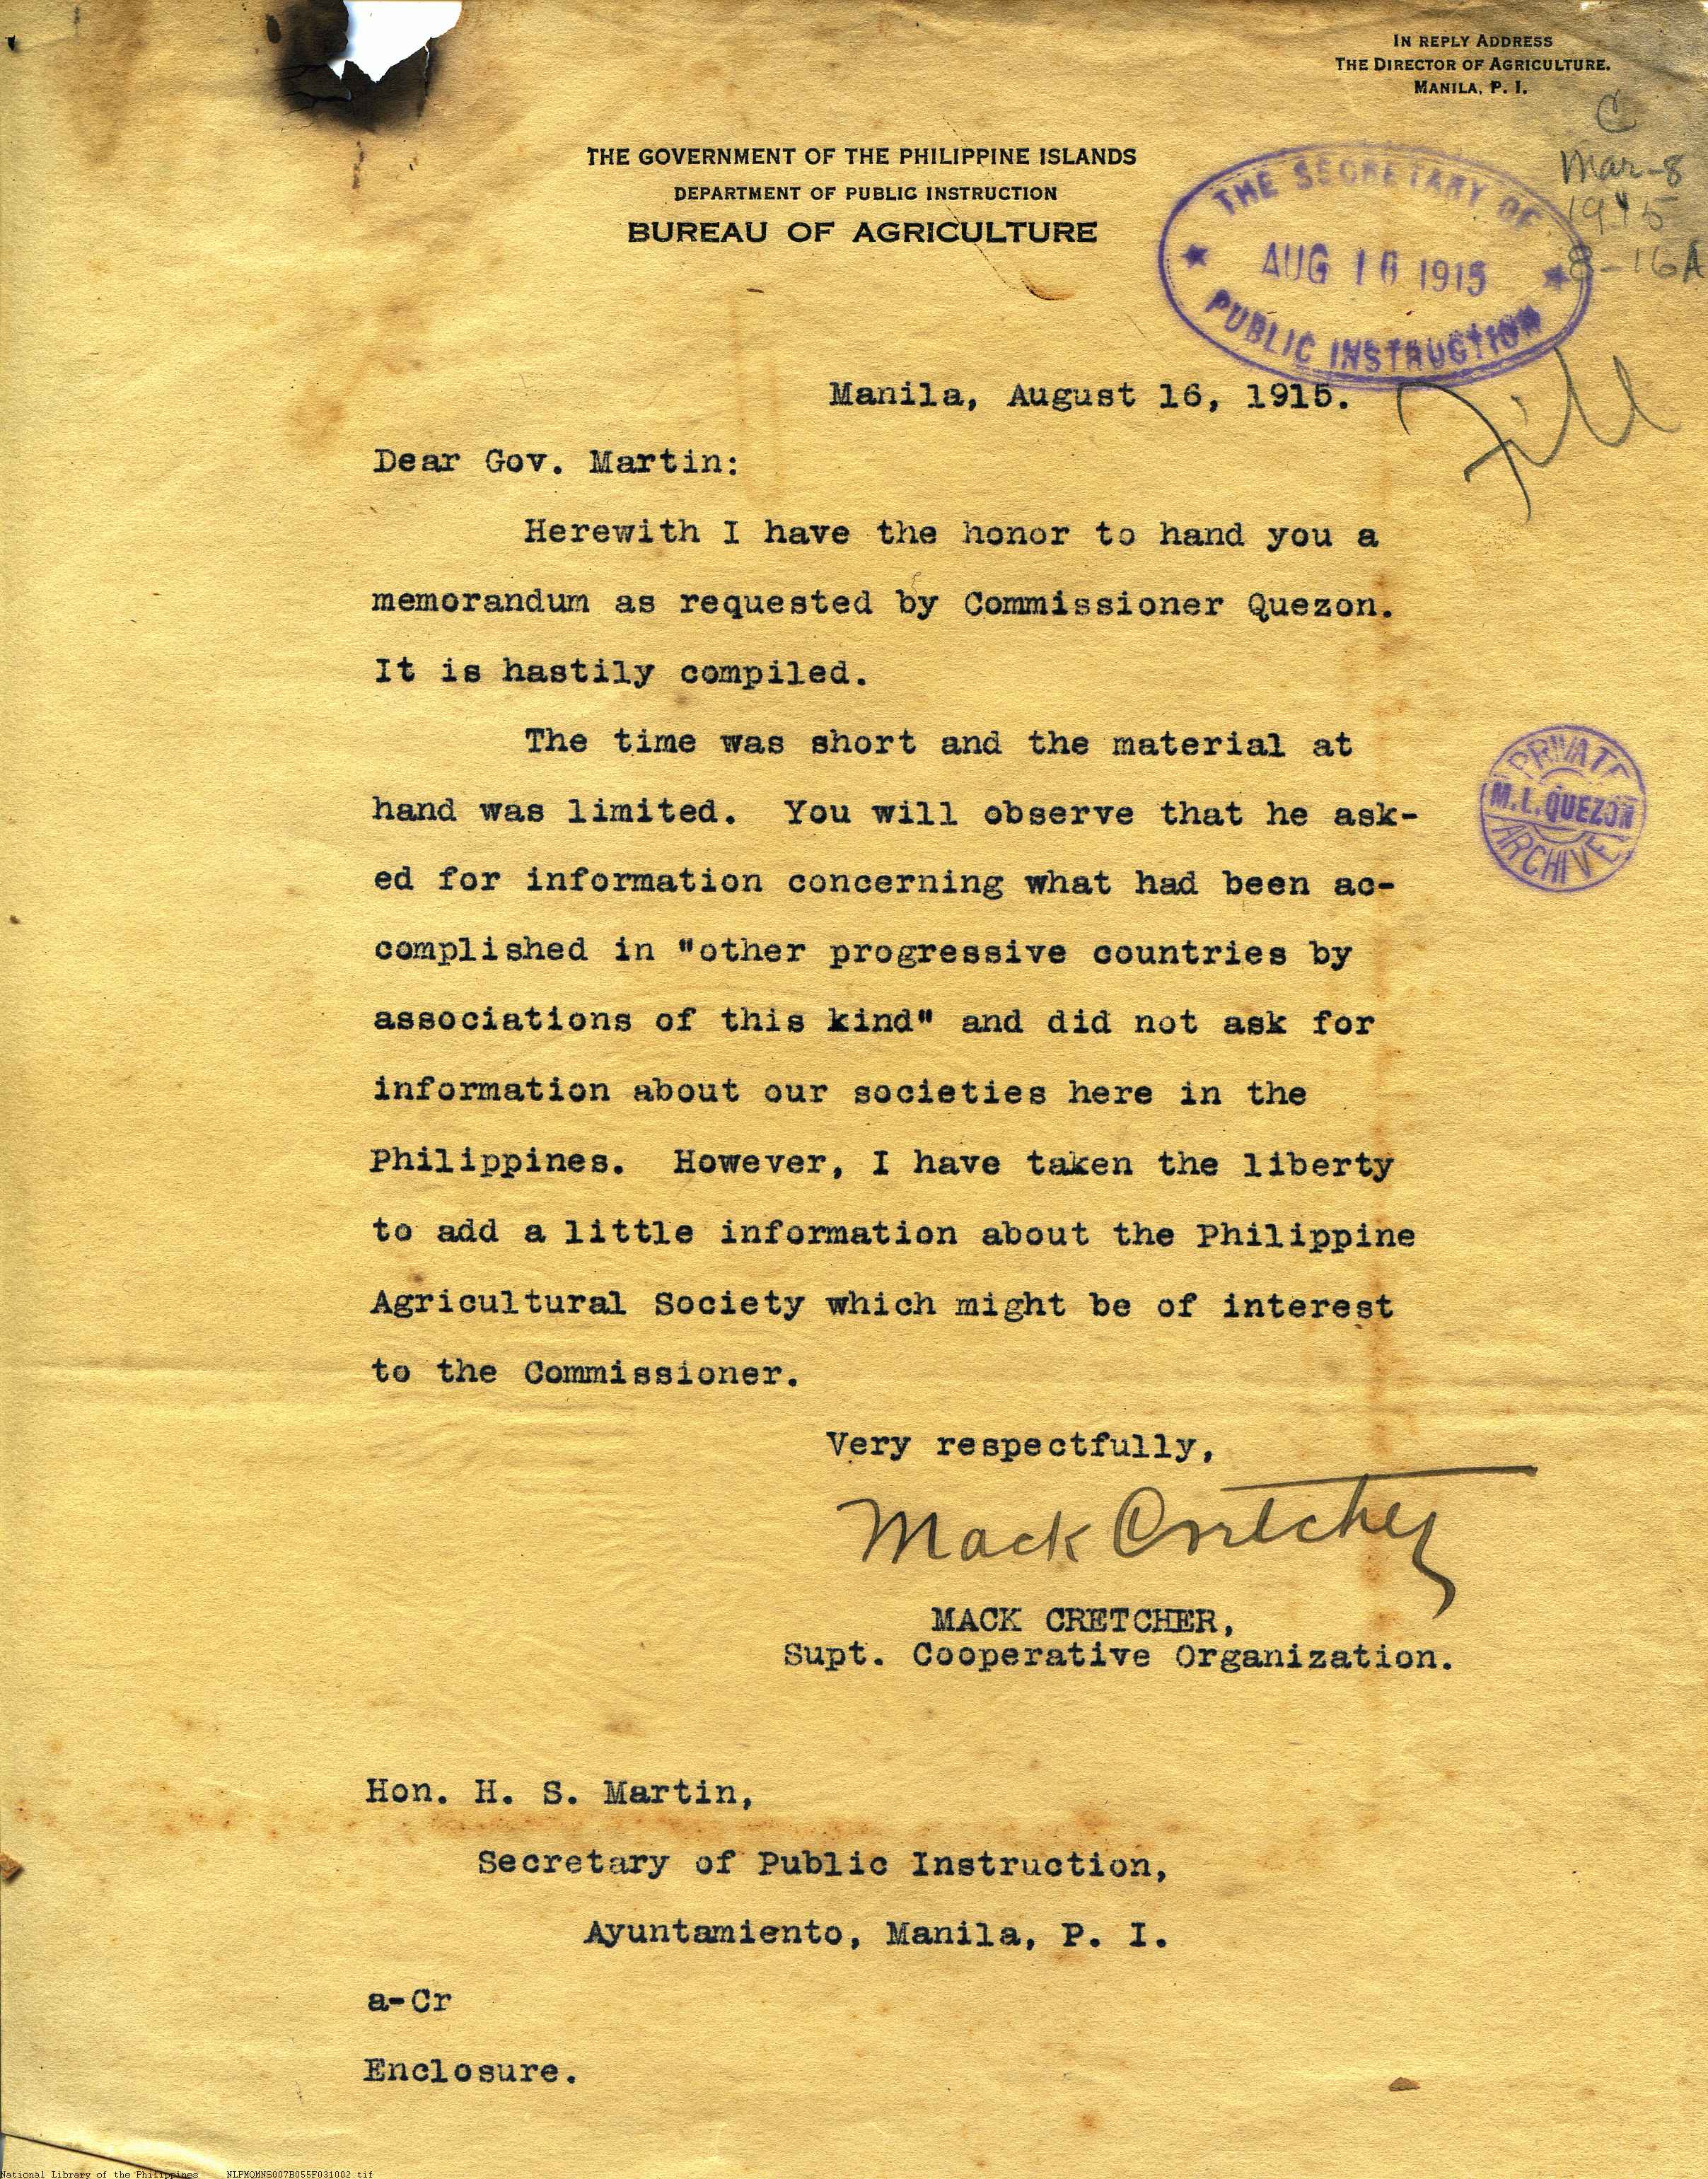 IN REPLY ADDRESS
THE DIRECTOR OF AGRICULTURE.
MANILA, P. I.
C
Mar-8
1915
8-16A
THE GOVERNMENT OF THE PHILIPPINE ISLANDS
DEPARTMENT OF PUBLIC INSTRUCTION
BUREAU OF AGRICULTURE
THE SECRETARY OF
AUG 16 1915
PUBLIC INSTRUCTION
Manila, August 16, 1915.
Dear Gov. Martin:
Herewith I have the honor to hand you a
memorandum as requested by Commissioner Quezon.
It is hastily compiled.
The time was short and the material at
hand was limited. You will observe that he ask-
ed for information concerning what had been ac-
complished in "other progressive countries by
associations of this kind" and did not ask for
information about our societies here in the
Philippines. However, I have taken the liberty
to add a little information about the Philippine
Agricultural Society which might be of interest
to the Commissioner.
PRIVATE
M. L. QUEZON
ARCHIVE
Very respectfully,
Mack Cretcher
MACK CRETCHER,
Supt. Cooperative Organization.
Hon. H. S. Martin,
Secretary of Public Instruction,
Ayuntamiento, Manila, P. I.
a-Cr
Enclosure.
National Library of the Philippines NLPMQMNS007B055F031002.tif